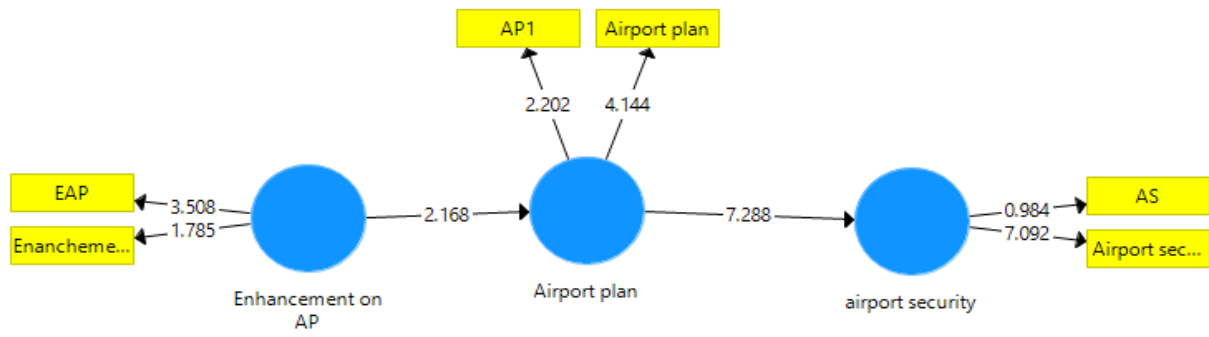 AP1
Airport plan
2.202
4.144
EAP
3.508
1.785
Enancheme...
2.168
7.288
0.984
AS
7.092
Airport sec...
Enhancement on
AP
Airport plan
airport security